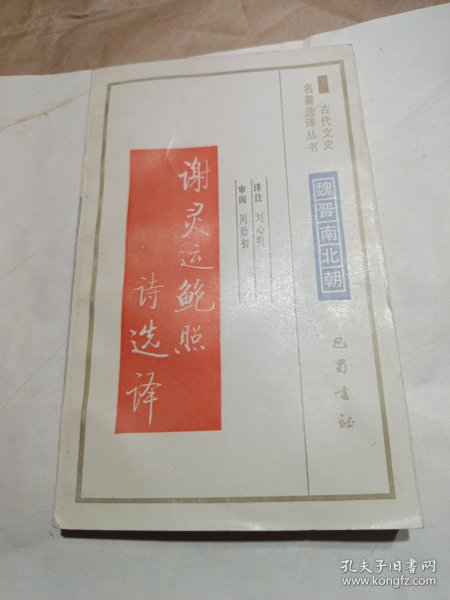 古代文史
名著选译丛书
魏晋南北朝
巴蜀书社
译注 刘心明
审阅 周勋初
谢灵运鲍照
诗选译
孔夫子旧书网
www.kongfz.com